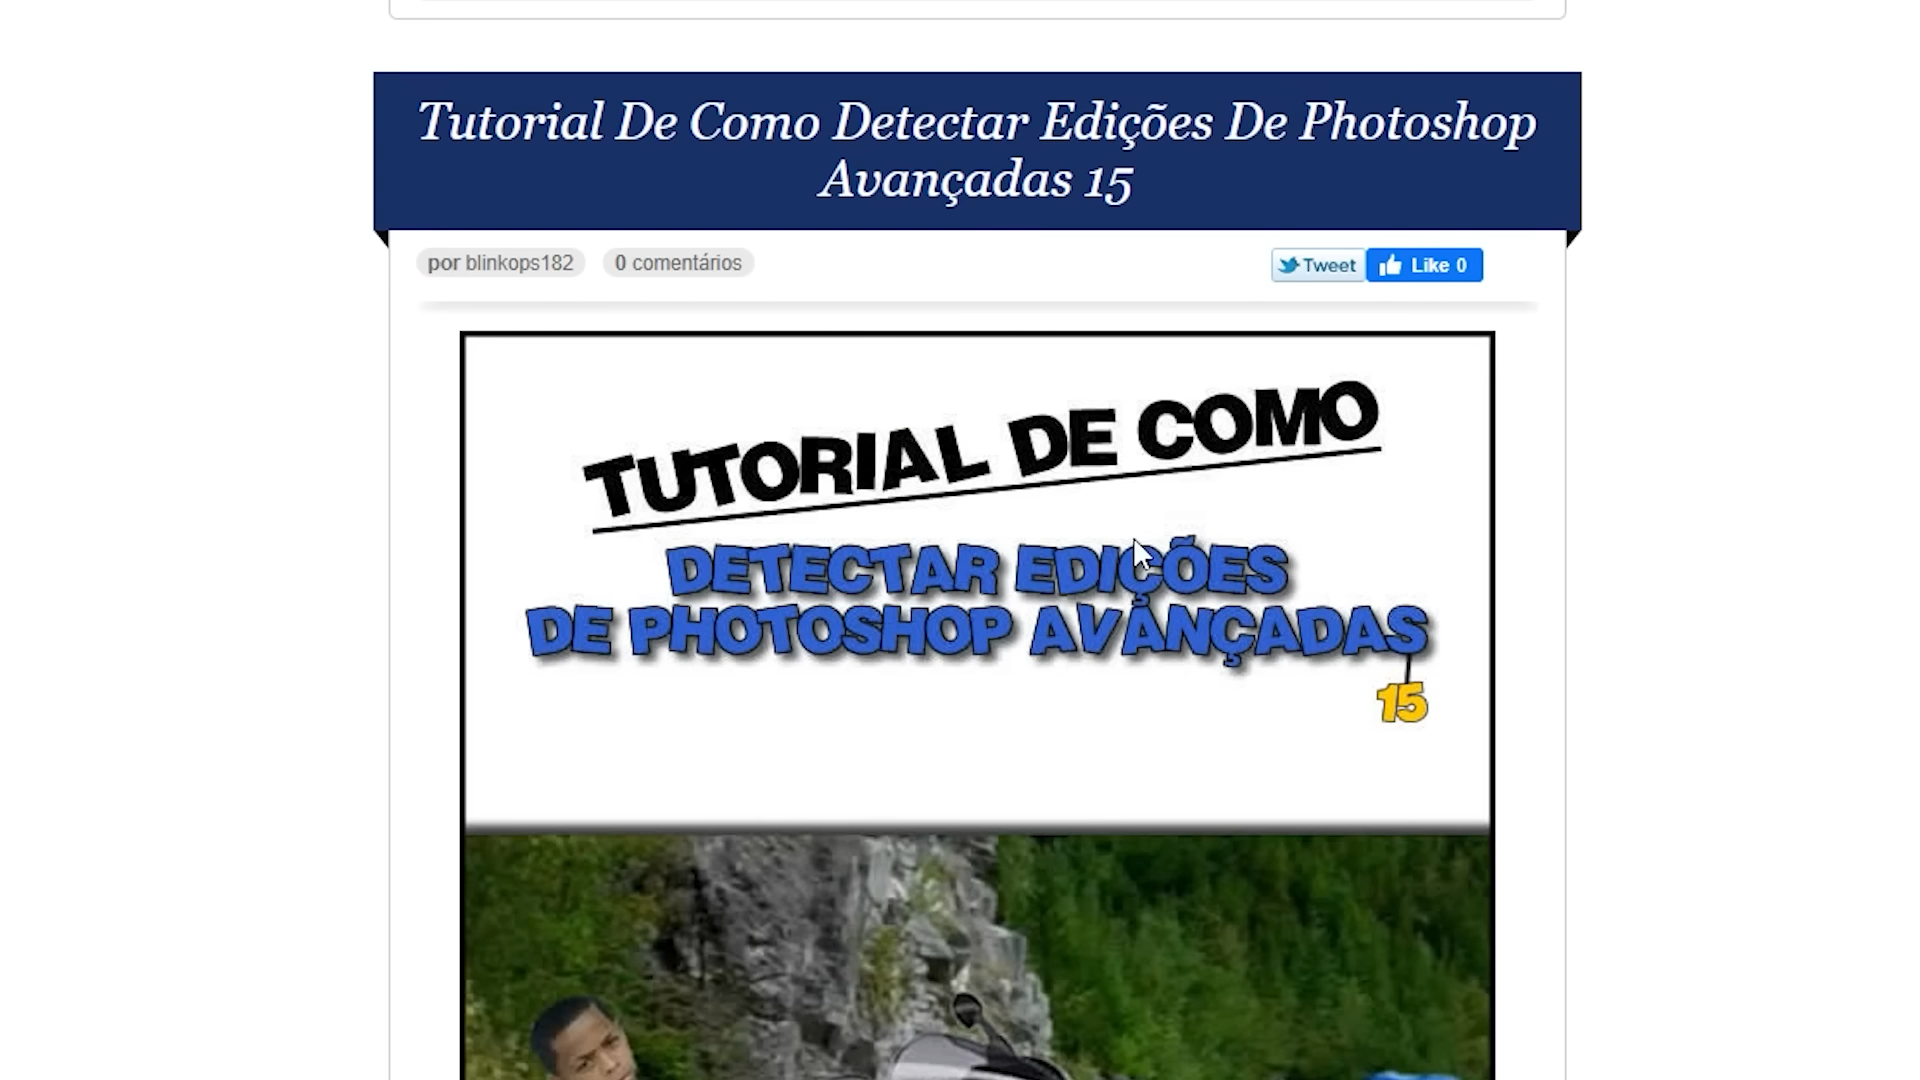 Tutorial De Como Detectar Edições De Photoshop
Avançadas 15
por blinkops182 0 comentários Tweet Like 0
TUTORIAL DE COMO
DETECTAR EDIÇÕES
DE PHOTOSHOP AVANÇADAS
15